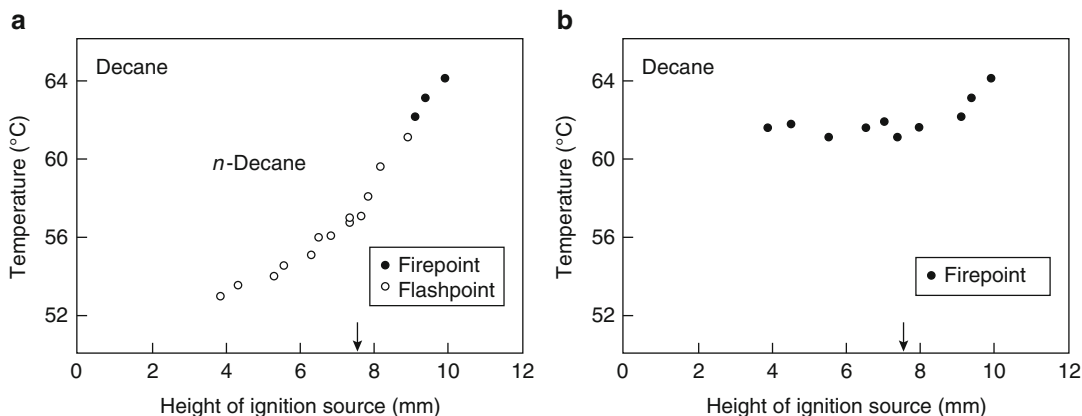 a
Decane
n-Decane
Temperature (°C)
64
60
56
52
Firepoint
Flashpoint
0 2 4 6 8 10 12
Height of ignition source (mm)
b
Decane
Temperature (°C)
64
60
56
52
Firepoint
0 2 4 6 8 10 12
Height of ignition source (mm)